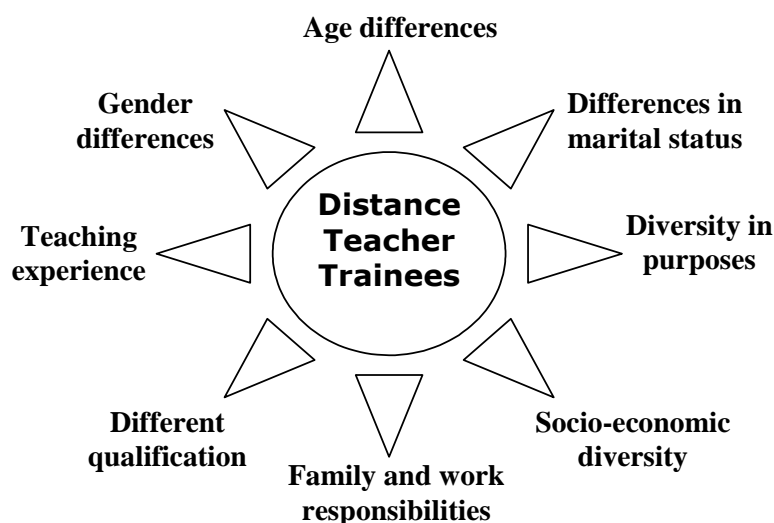 Age differences
Gender
differences
Differences in
marital status
Distance
Teacher
Trainees
Teaching
experience
Diversity in
purposes
Different
qualification
Socio-economic
diversity
Family and work
responsibilities